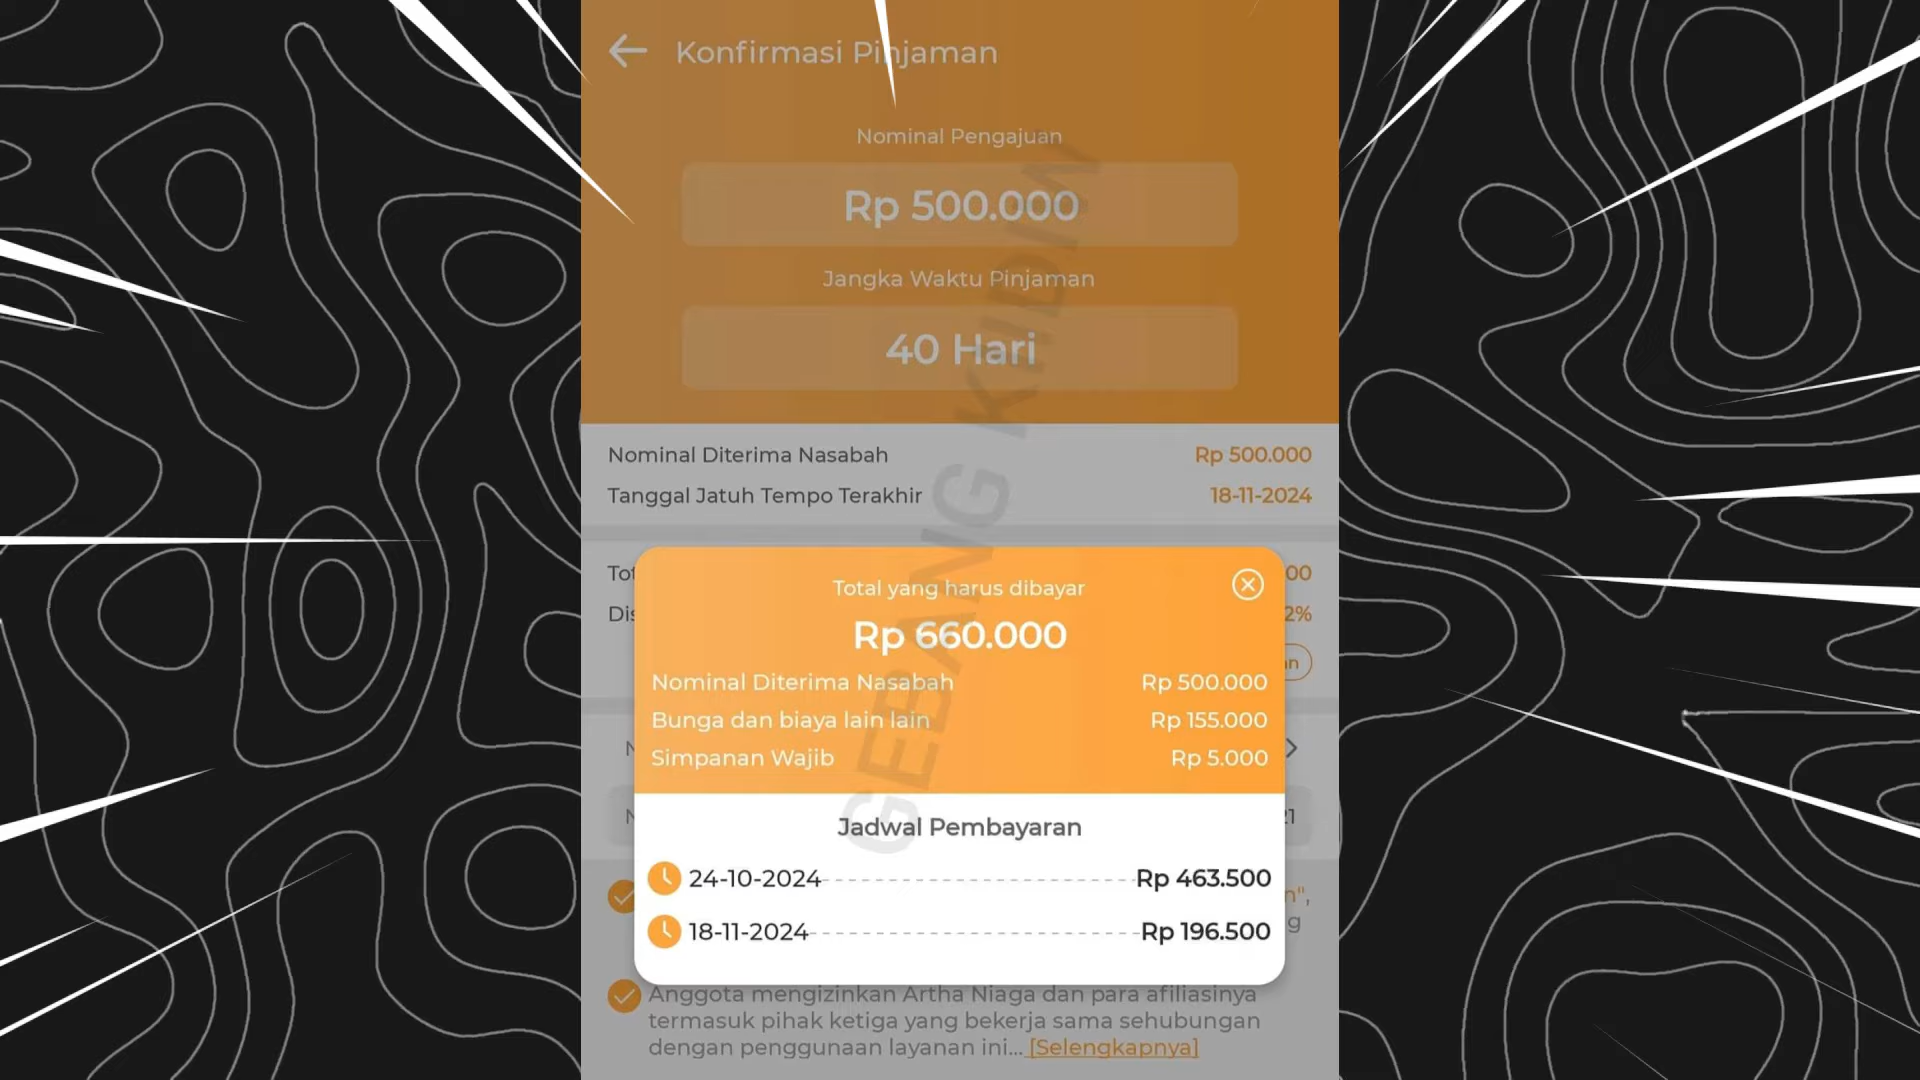 Konfirmasi Pinjaman
Nominal Pengajuan
Rp 500.000
Jangka Waktu Pinjaman
40 Hari
Nominal Diterima Nasabah Rp 500.000
Tanggal Jatuh Tempo Terakhir 18-11-2024
Total yang harus dibayar
Rp 660.000
Nominal Diterima Nasabah Rp 500.000
Bunga dan biaya lain lain Rp 155.000
Simpanan Wajib Rp 5.000
Jadwal Pembayaran
24-10-2024 Rp 463.500
18-11-2024 Rp 196.500
Anggota mengizinkan Artha Niaga dan para afiliasinya
termasuk pihak ketiga yang bekerja sama sehubungan
dengan penggunaan layanan ini... [Selengkapnya]
GEBANG KHDIW